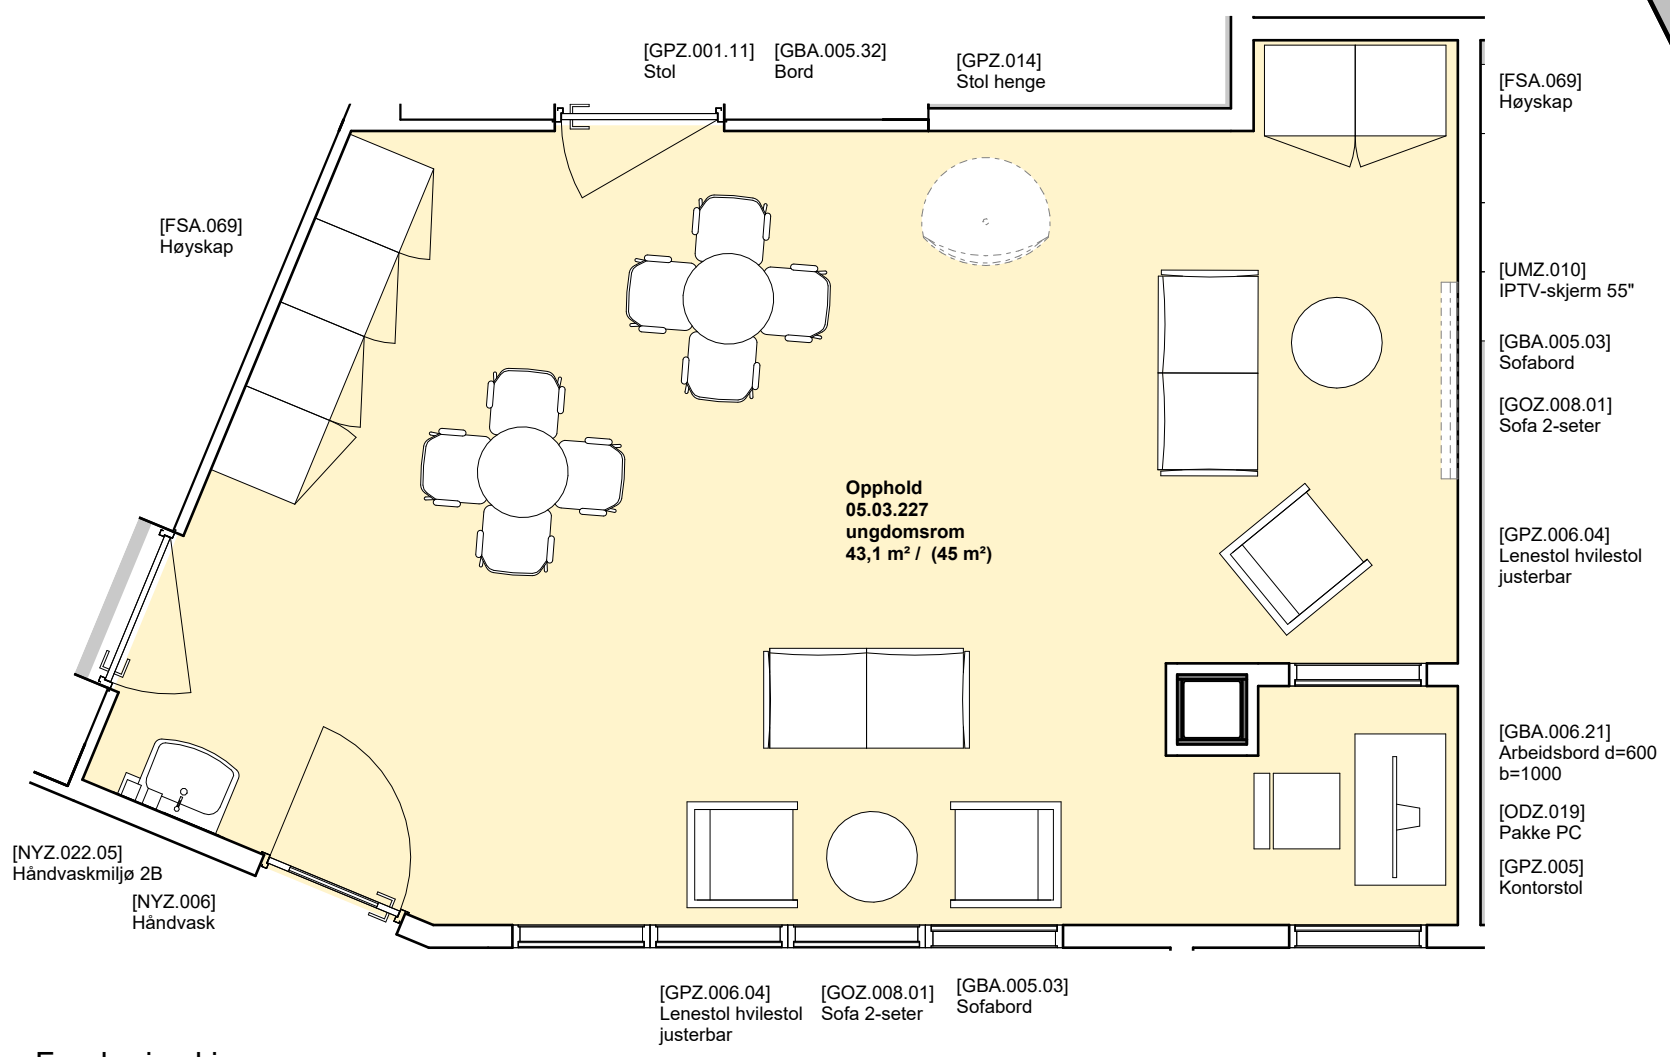 [GPZ.001.11]
Stol
[GBA.005.32]
Bord
[GPZ.014]
Stol henge
[FSA.069]
Høyskap
[FSA.069]
Høyskap
[UMZ.010]
IPTV-skjerm 55"
[GBA.005.03]
Sofabord
[GOZ.008.01]
Sofa 2-seter
Opphold
05.03.227
ungdomsrom
43,1 m² / (45 m²)
[GPZ.006.04]
Lenestol hvilestol
justerbar
[GBA.006.21]
Arbeidsbord d=600
b=1000
[ODZ.019]
Pakke PC
[GPZ.005]
Kontorstol
[NYZ.022.05]
Håndvaskmiljø 2B
[NYZ.006]
Håndvask
[GPZ.006.04]
Lenestol hvilestol
justerbar
[GOZ.008.01]
Sofa 2-seter
[GBA.005.03]
Sofabord